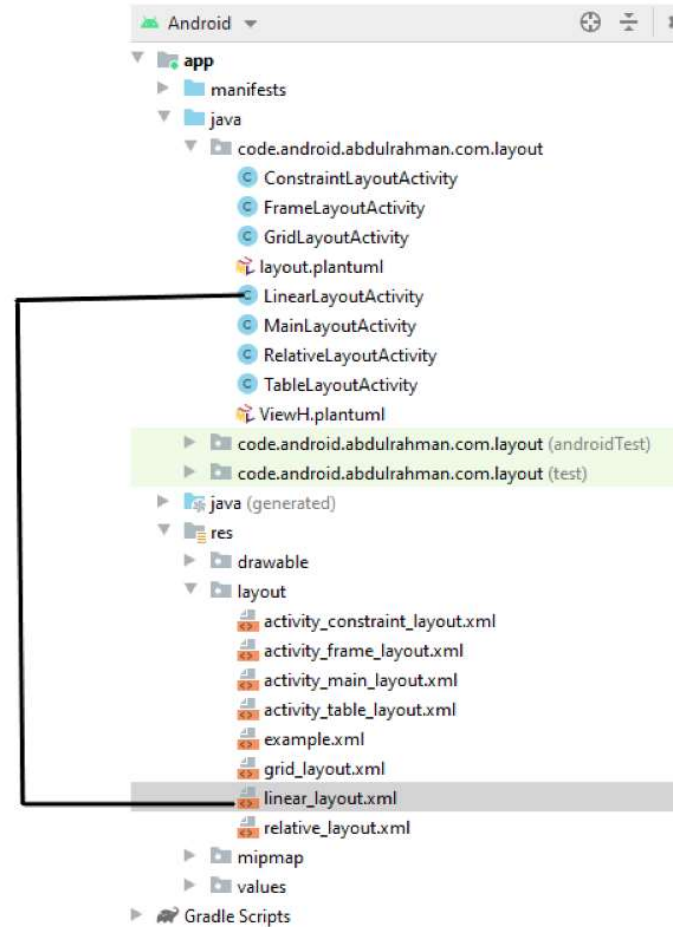 Android
app
manifests
java
code.android.abdulrahman.com.layout
ConstraintLayoutActivity
FrameLayoutActivity
GridLayoutActivity
layout.plantuml
LinearLayoutActivity
MainLayoutActivity
RelativeLayoutActivity
TableLayoutActivity
ViewH.plantuml
code.android.abdulrahman.com.layout (androidTest)
code.android.abdulrahman.com.layout (test)
java (generated)
res
drawable
layout
activity_constraint_layout.xml
activity_frame_layout.xml
activity_main_layout.xml
activity_table_layout.xml
example.xml
grid_layout.xml
linear_layout.xml
relative_layout.xml
mipmap
values
Gradle Scripts